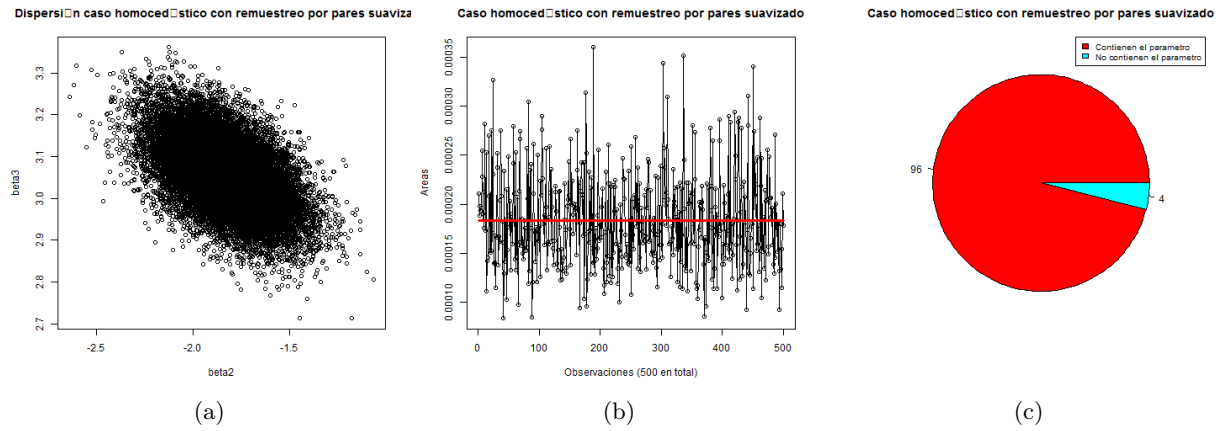 Dispersi□n caso homoced□stico con remuestreo por pares suaviza
3.3
3.2
3.1
3.0
2.9
2.8
2.7
beta3
-2.5
-2.0
-1.5
beta2
(a)
Caso homoced□stico con remuestreo por pares suavizado
0.00035
0.00030
0.00025
0.00020
0.00015
0.00010
Areas
0
100
200
300
400
500
Observaciones (500 en total)
(b)
Caso homoced□stico con remuestreo por pares suavizado
Contienen el parametro
No contienen el parametro
96
4
(c)